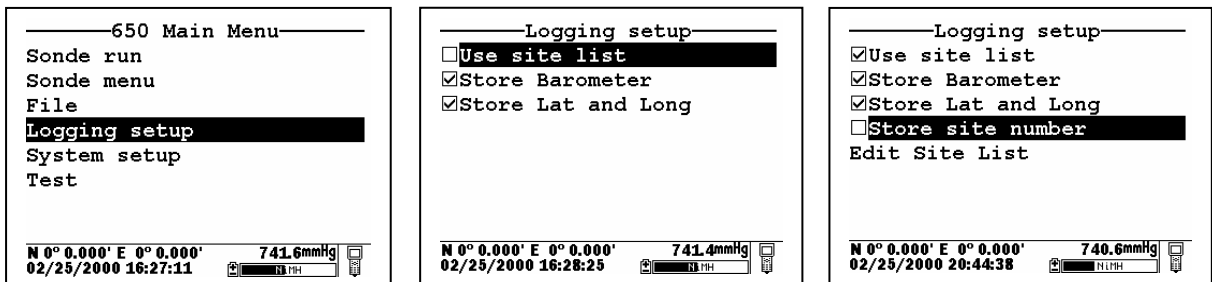 650 Main Menu
Sonde run
Sonde menu
File
Logging setup
System setup
Test
N 0° 0.000' E 0° 0.000' 741.6mmHg
02/25/2000 16:27:11 NiMH
Logging setup
☐Use site list
☑Store Barometer
☑Store Lat and Long
N 0° 0.000' E 0° 0.000' 741.4mmHg
02/25/2000 16:28:25 NiMH
Logging setup
☑Use site list
☑Store Barometer
☑Store Lat and Long
☐Store site number
Edit Site List
N 0° 0.000' E 0° 0.000' 740.6mmHg
02/25/2000 20:44:38 NiMH